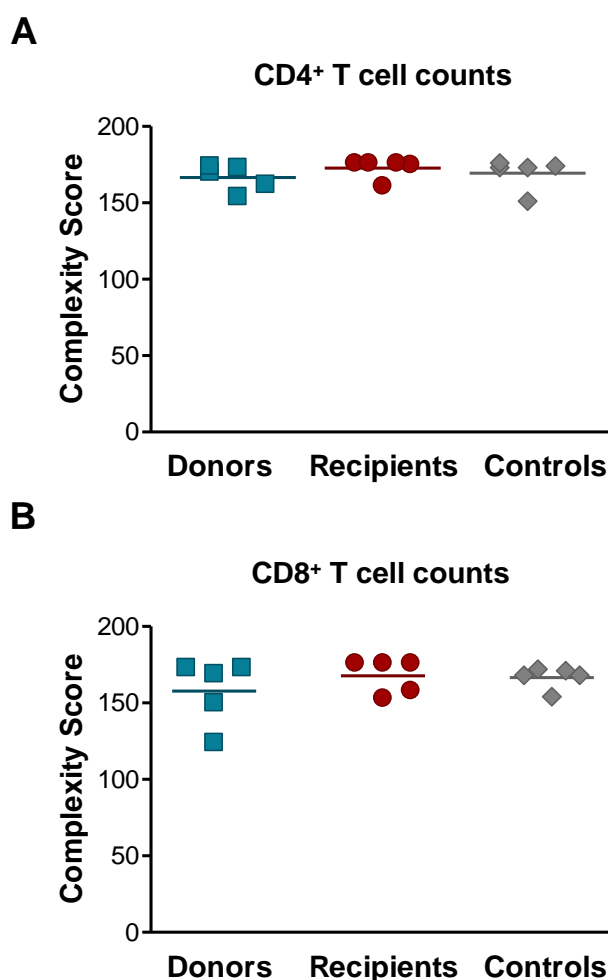 A
CD4⁺ T cell counts
Complexity Score
200
150
100
50
0
Donors Recipients Controls
B
CD8⁺ T cell counts
Complexity Score
200
150
100
50
0
Donors Recipients Controls